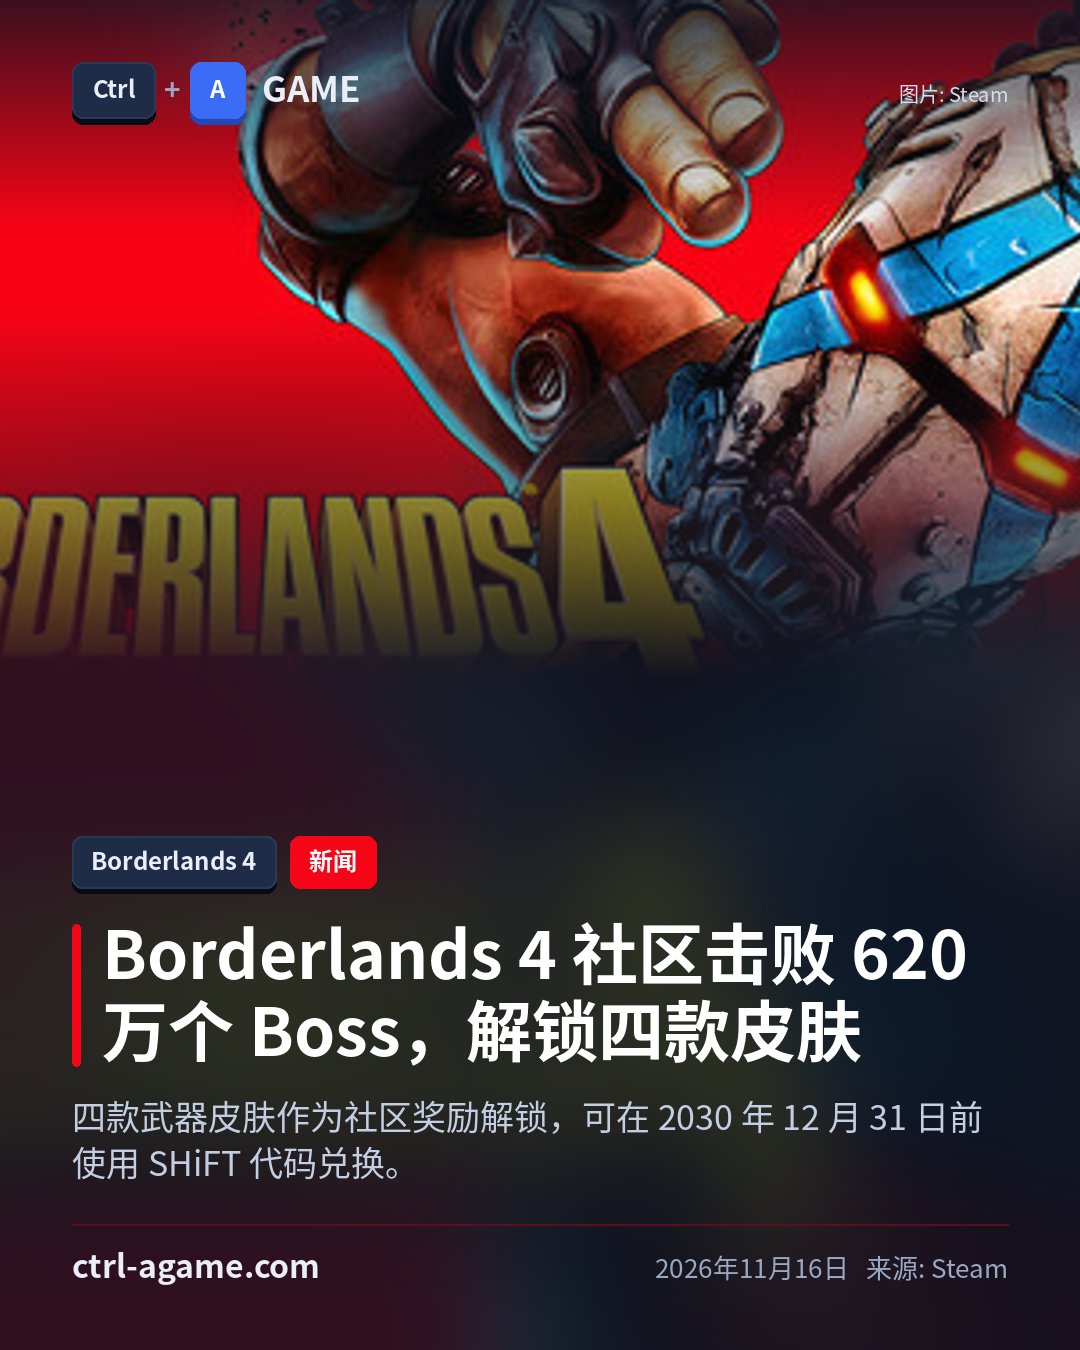 Ctrl + A GAME
图片: Steam
RDERLANDS 4
Borderlands 4 新闻
Borderlands 4 社区击败 620
万个 Boss，解锁四款皮肤
四款武器皮肤作为社区奖励解锁，可在 2030 年 12 月 31 日前
使用 SHiFT 代码兑换。
ctrl-agame.com
2026年11月16日 来源: Steam